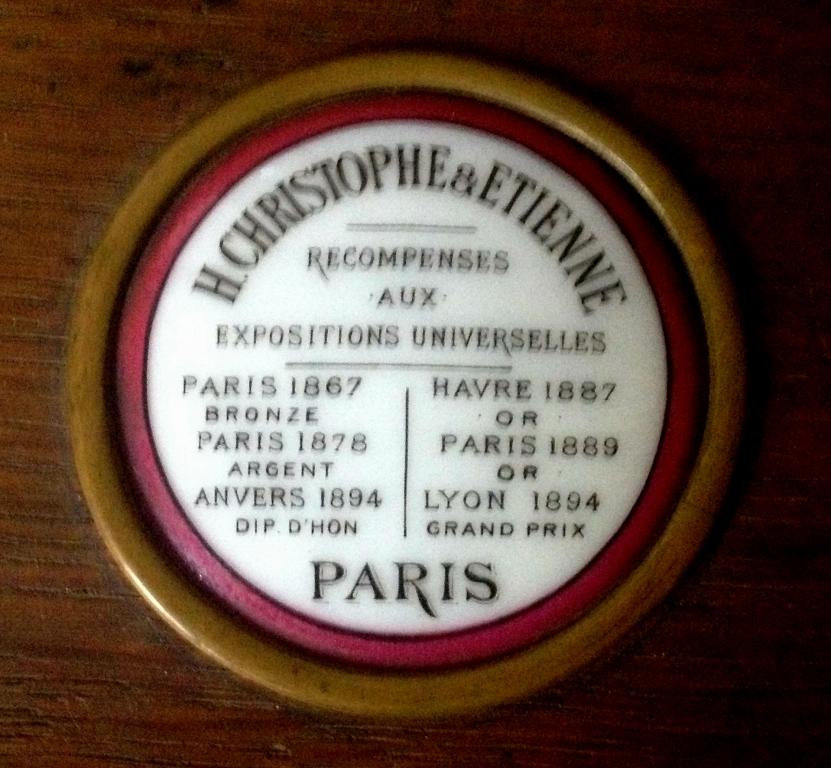 H. CHRISTOPHE & ETIENNE
RECOMPENSES
AUX
EXPOSITIONS UNIVERSELLES
PARIS 1867
BRONZE
PARIS 1878
ARGENT
ANVERS 1894
DIP. D'HON
HAVRE 1887
OR
PARIS 1889
OR
LYON 1894
GRAND PRIX
PARIS